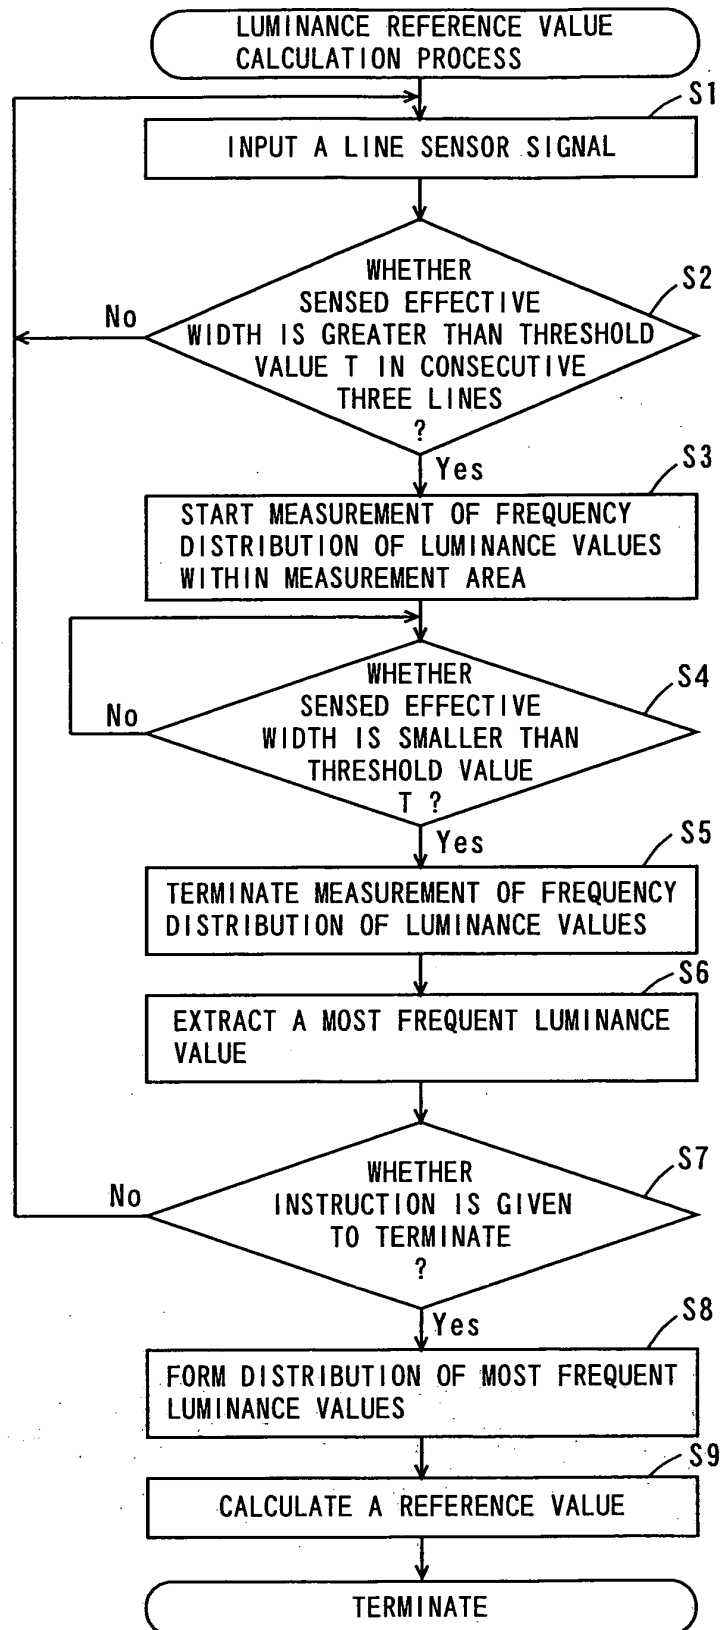 LUMINANCE REFERENCE VALUE
CALCULATION PROCESS
S1
INPUT A LINE SENSOR SIGNAL
S2
WHETHER
SENSED EFFECTIVE
WIDTH IS GREATER THAN THRESHOLD
VALUE T IN CONSECUTIVE
THREE LINES
?
No
Yes
S3
START MEASUREMENT OF FREQUENCY
DISTRIBUTION OF LUMINANCE VALUES
WITHIN MEASUREMENT AREA
S4
WHETHER
SENSED EFFECTIVE
WIDTH IS SMALLER THAN
THRESHOLD VALUE
T ?
No
Yes
S5
TERMINATE MEASUREMENT OF FREQUENCY
DISTRIBUTION OF LUMINANCE VALUES
S6
EXTRACT A MOST FREQUENT LUMINANCE
VALUE
S7
WHETHER
INSTRUCTION IS GIVEN
TO TERMINATE
?
No
Yes
S8
FORM DISTRIBUTION OF MOST FREQUENT
LUMINANCE VALUES
S9
CALCULATE A REFERENCE VALUE
TERMINATE